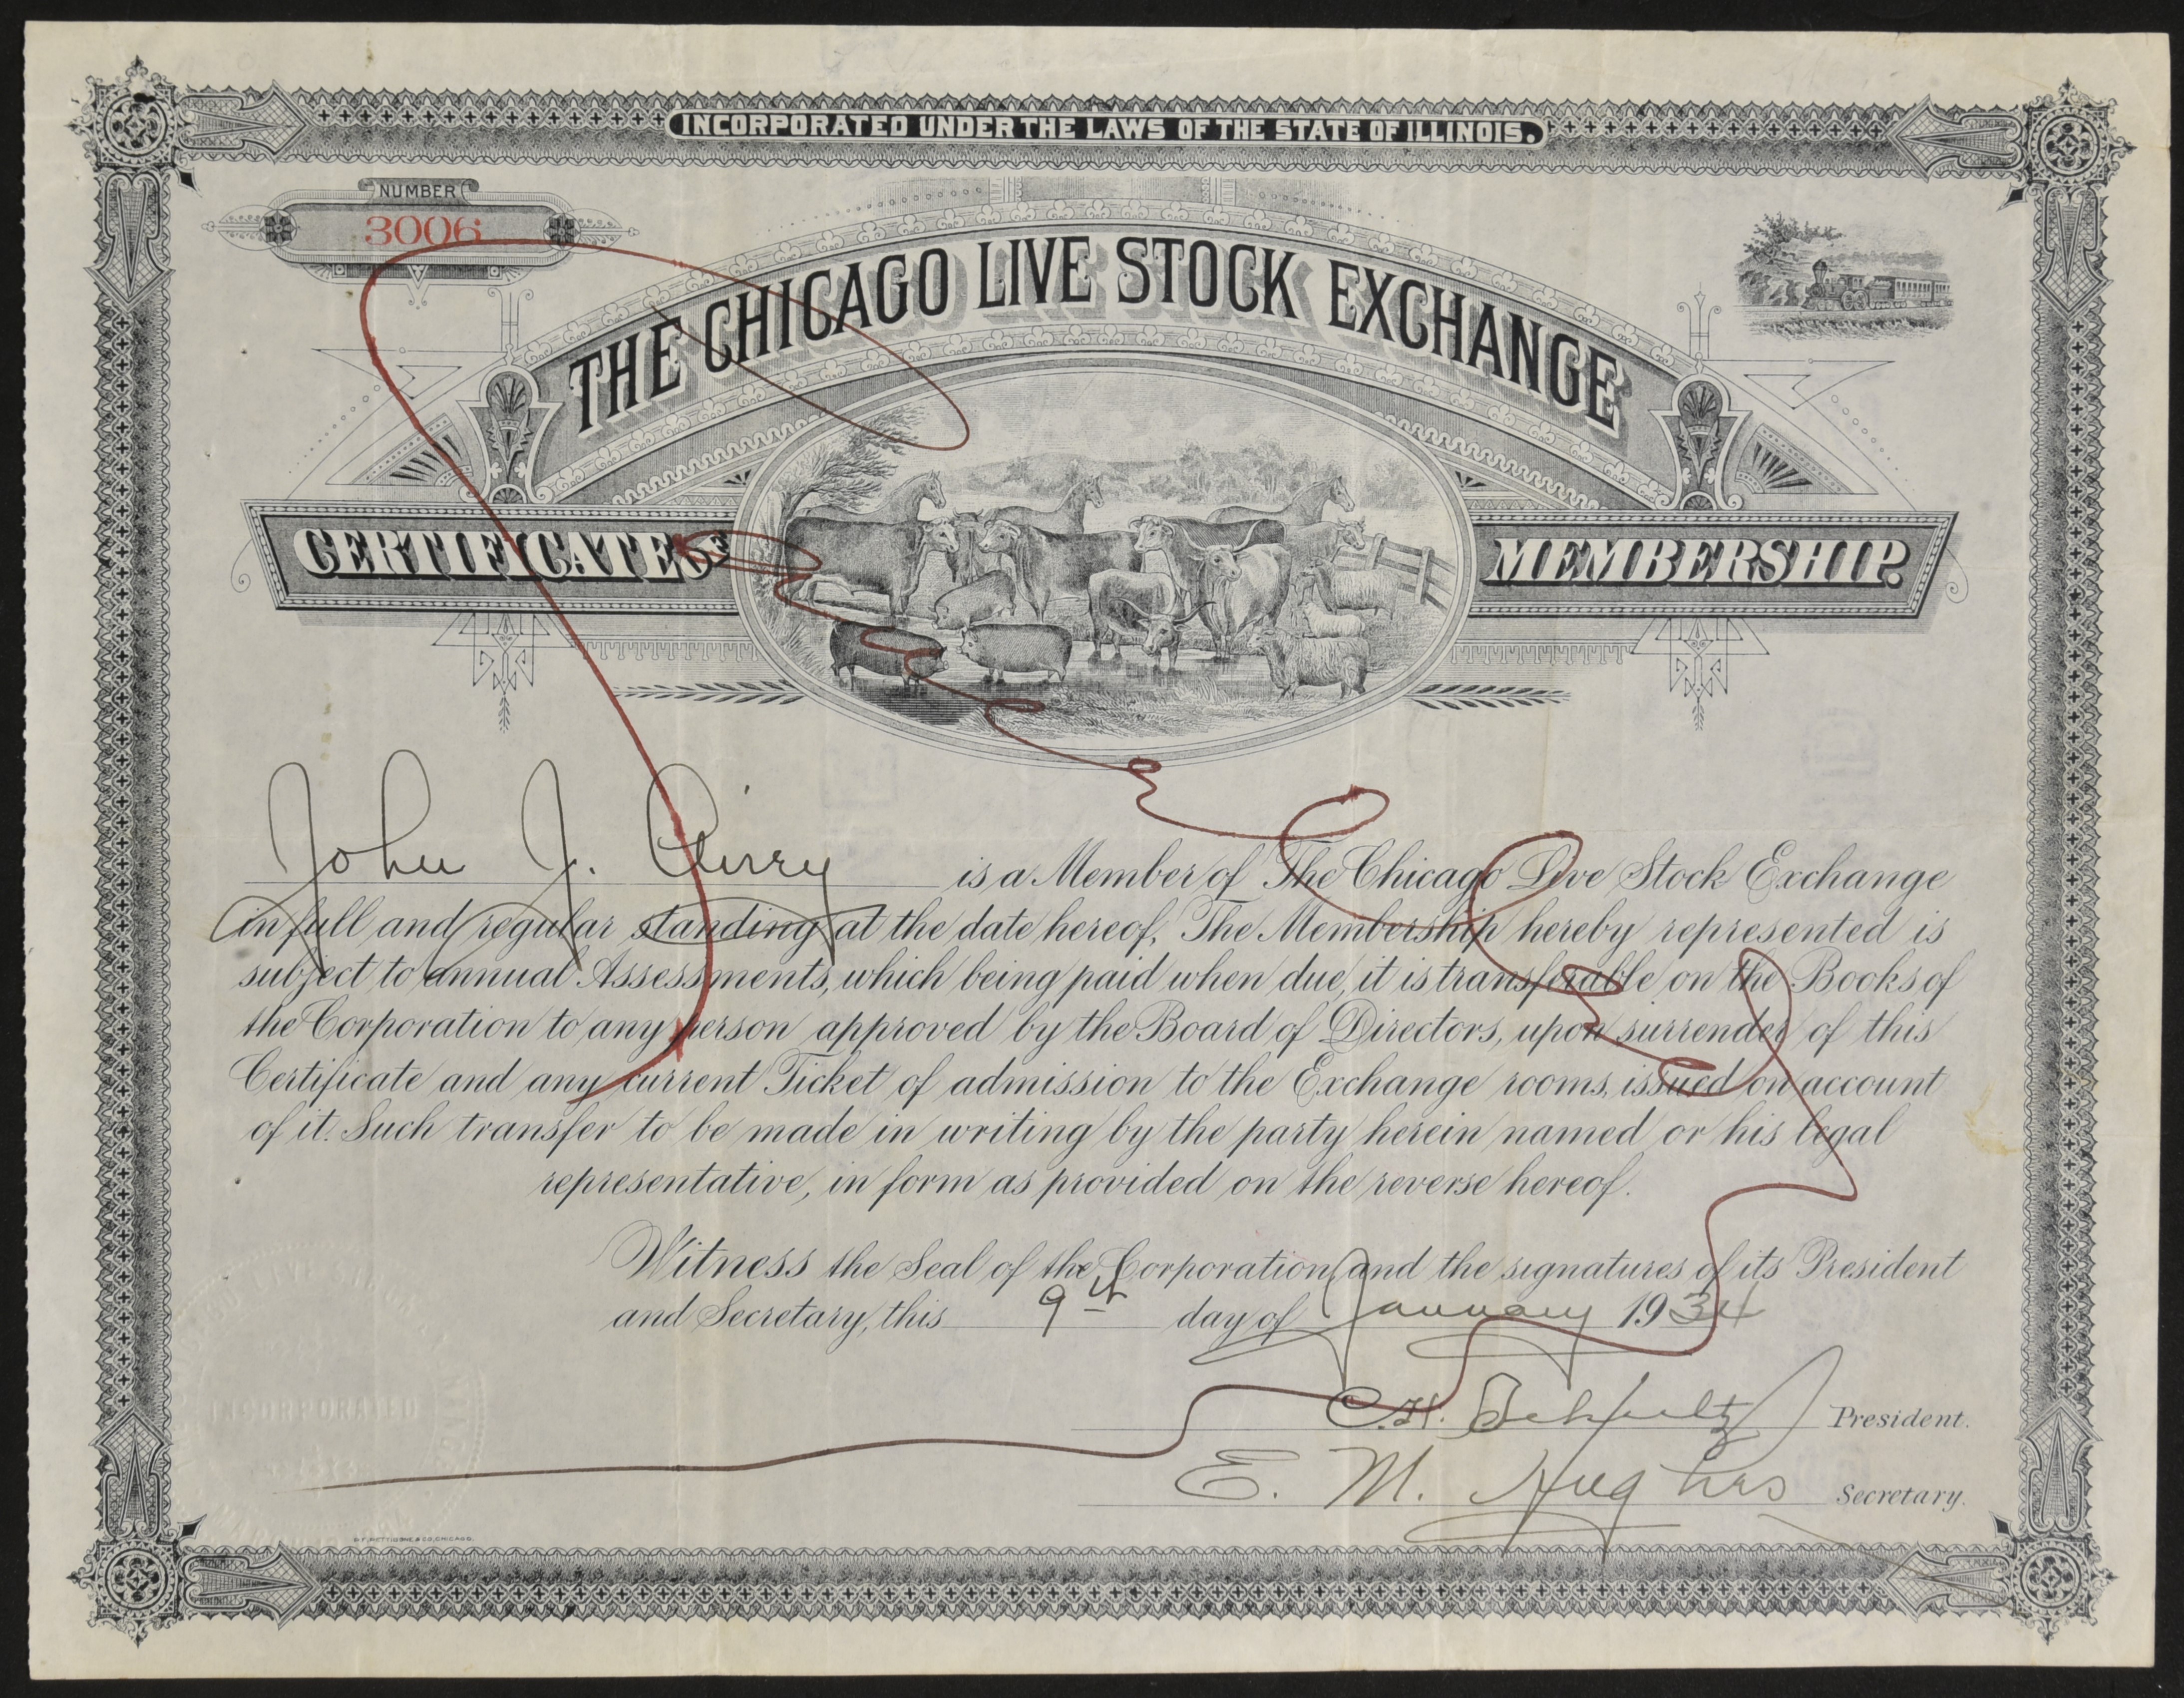 INCORPORATED UNDER THE LAWS OF THE STATE OF ILLINOIS.
NUMBER
3006
THE CHICAGO LIVE STOCK EXCHANGE
CERTIFICATE OF MEMBERSHIP.
John J. is a Member of The Chicago Live Stock Exchange
in full and regular standing at the date hereof, The Membership hereby represented is
subject to annual Assessments, which being paid when due, it is transferable on the Books of
the Corporation to any person approved by the Board of Directors, upon surrender of this
Certificate and any current Ticket of admission to the Exchange rooms, issued on account
of it. Such transfer to be made in writing by the party herein named or his legal
representative, in form as provided on the reverse hereof.
Witness the Seal of the Corporation and the signatures of its President
and Secretary, this 9th day of January 1934
C.H. Schultz President.
E. M. Hughes Secretary.
INCORPORATED
P.F. PETTIBONE & CO. CHICAGO.